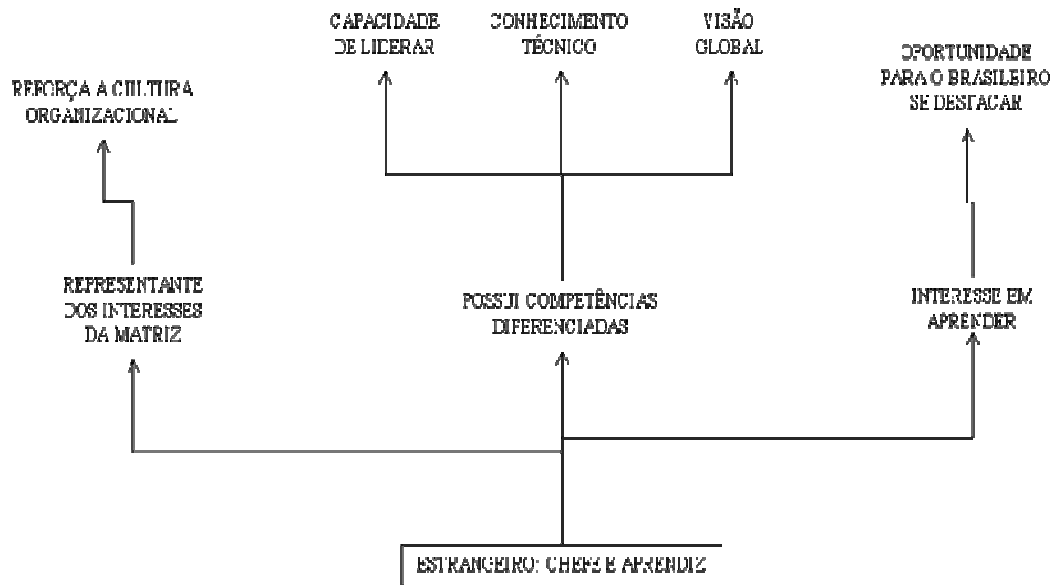 CAPACIDADE
DE LIDERAR
CONHECIMENTO
TÉCNICO
VISÃO
GLOBAL
OPORTUNIDADE
PARA O BRASILEIRO
SE DESTACAR
REFORÇA A CULTURA
ORGANIZACIONAL
REPRESENTANTE
DOS INTERESSES
DA MATRIZ
POSSUI COMPETÊNCIAS
DIFERENCIADAS
INTERESSE EM
APRENDER
ESTRANGEIRO: CHEFE E APRENDIZ